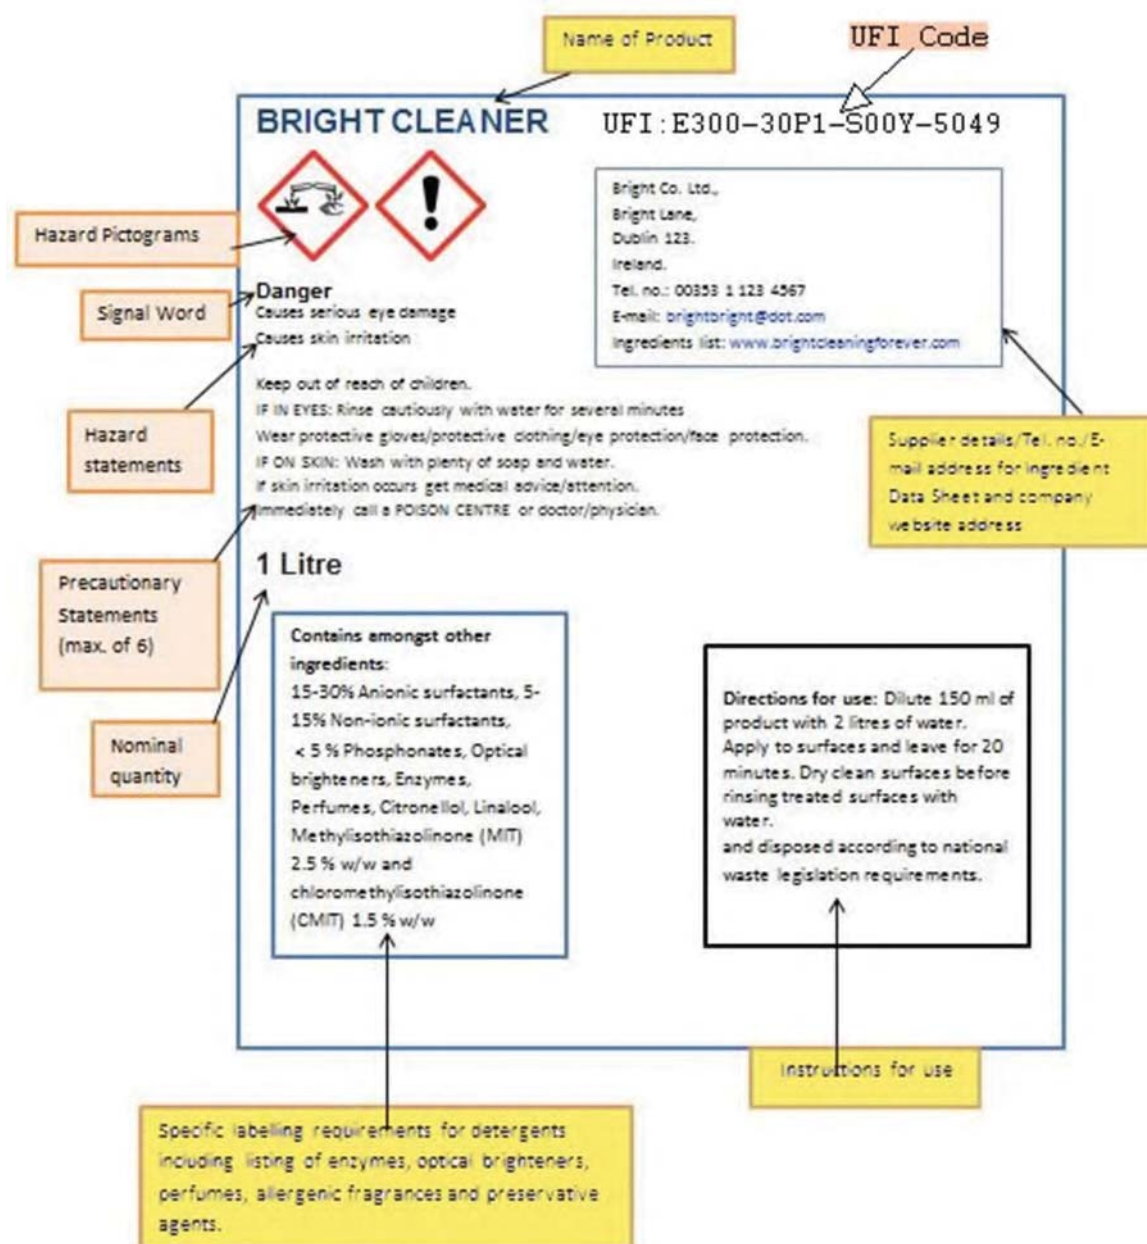 Name of Product
UFI Code
BRIGHT CLEANER
UFI:E300-30P1-S00Y-5049
Bright Co. Ltd.,
Bright Lane,
Dublin 123.
Ireland.
Tel. no.: 00353 1 123 4567
E-mail: brightbright@dot.com
Ingredients list: www.brightcleaningforever.com
Hazard Pictograms
Signal Word
Danger
Causes serious eye damage
Causes skin irritation
Hazard
statements
Keep out of reach of children.
IF IN EYES: Rinse cautiously with water for several minutes
Wear protective gloves/protective clothing/eye protection/face protection.
IF ON SKIN: Wash with plenty of soap and water.
If skin irritation occurs get medical advice/attention.
Immediately call a POISON CENTRE or doctor/physician.
Supplier details/Tel. no./E-
mail address for Ingredient
Data Sheet and company
website address
Precautionary
Statements
(max. of 6)
1 Litre
Nominal
quantity
Contains amongst other
ingredients:
15-30% Anionic surfactants, 5-
15% Non-ionic surfactants,
< 5 % Phosphonates, Optical
brighteners, Enzymes,
Perfumes, Citronellol, Linalool,
Methylisothiazolinone (MIT)
2.5 % w/w and
chloromethylisothiazolinone
(CMIT) 1.5 % w/w
Directions for use: Dilute 150 ml of
product with 2 litres of water.
Apply to surfaces and leave for 20
minutes. Dry clean surfaces before
rinsing treated surfaces with
water.
and disposed according to national
waste legislation requirements.
Instructions for use
Specific labelling requirements for detergents
including listing of enzymes, optical brighteners,
perfumes, allergenic fragrances and preservative
agents.